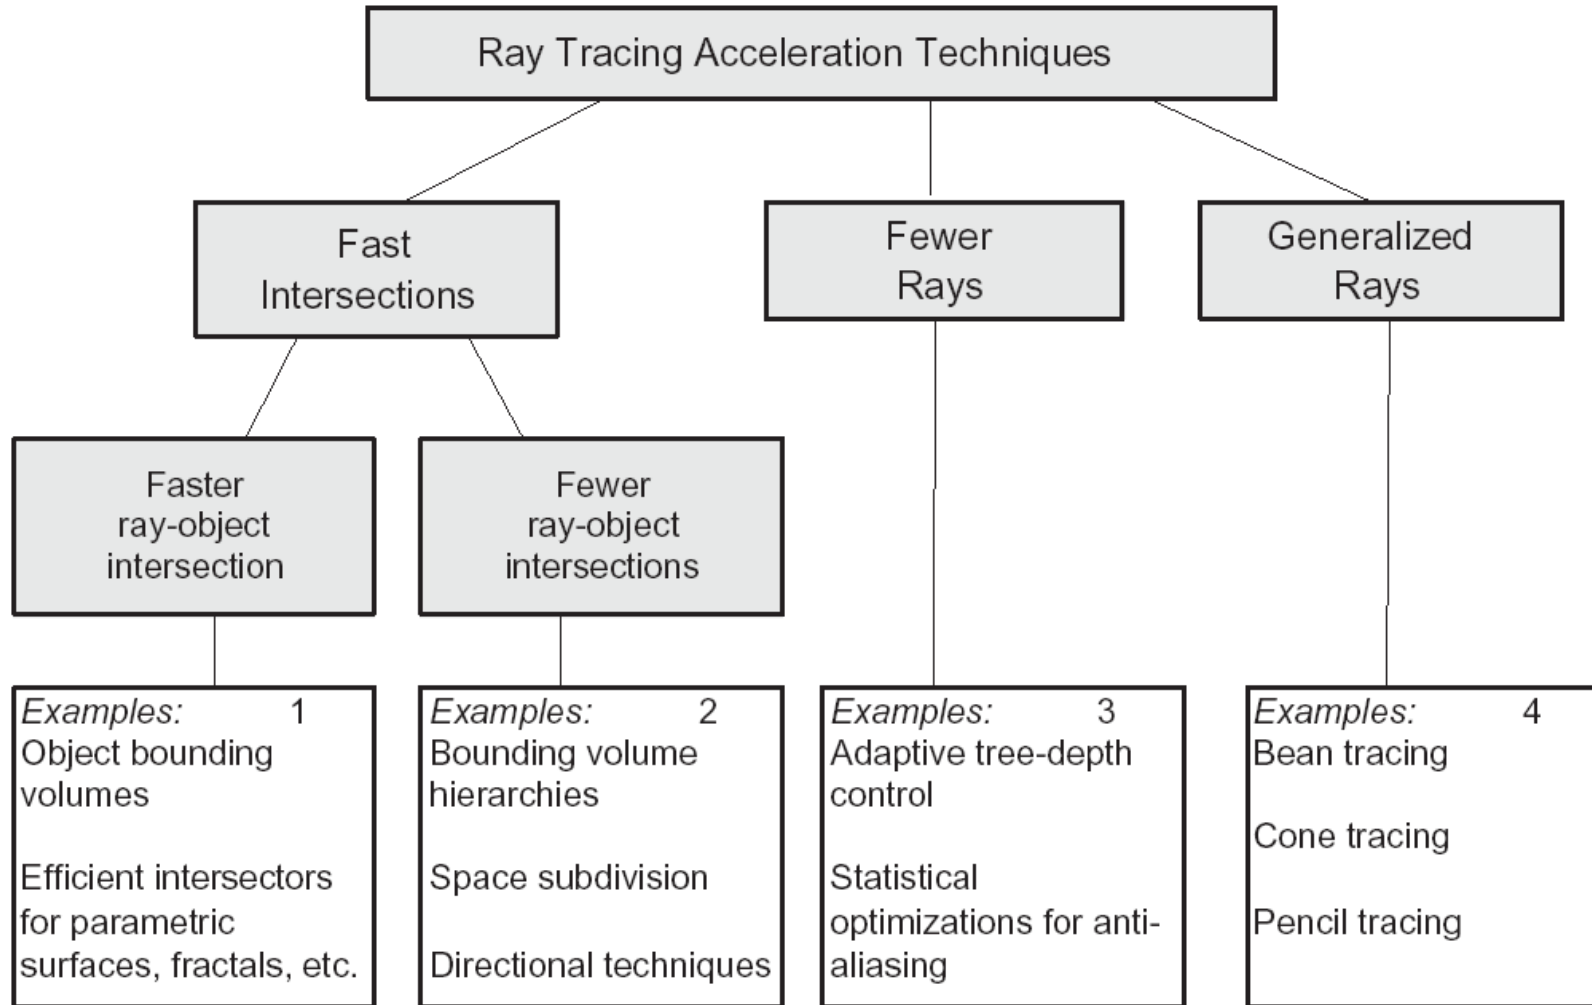 Ray Tracing Acceleration Techniques
Fast
Intersections
Fewer
Rays
Generalized
Rays
Faster
ray-object
intersection
Fewer
ray-object
intersections
Examples: 1
Object bounding
volumes
Efficient intersectors
for parametric
surfaces, fractals, etc.
Examples: 2
Bounding volume
hierarchies
Space subdivision
Directional techniques
Examples: 3
Adaptive tree-depth
control
Statistical
optimizations for anti-
aliasing
Examples: 4
Bean tracing
Cone tracing
Pencil tracing